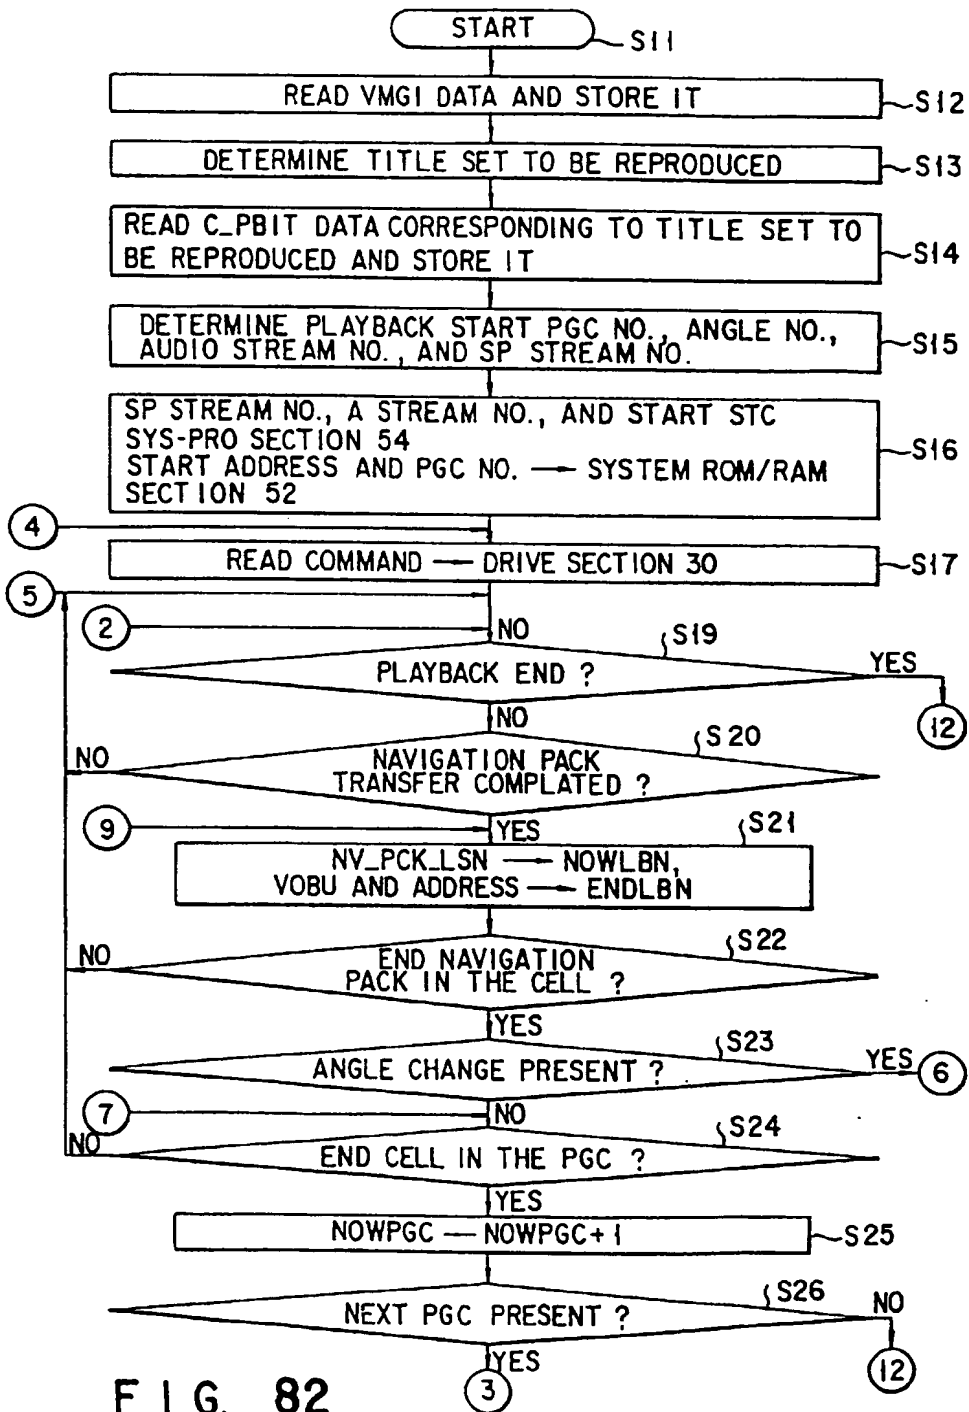 START
S11
READ VMGI DATA AND STORE IT
S12
DETERMINE TITLE SET TO BE REPRODUCED
S13
READ C_PBIT DATA CORRESPONDING TO TITLE SET TO
BE REPRODUCED AND STORE IT
S14
DETERMINE PLAYBACK START PGC NO., ANGLE NO.,
AUDIO STREAM NO., AND SP STREAM NO.
S15
SP STREAM NO., A STREAM NO., AND START STC
SYS-PRO SECTION 54
START ADDRESS AND PGC NO. → SYSTEM ROM/RAM
SECTION 52
S16
4
READ COMMAND — DRIVE SECTION 30
S17
5
2
NO
S19
PLAYBACK END ?
YES
12
NO
S20
NO
NAVIGATION PACK
TRANSFER COMPLATED ?
9
YES
S21
NV_PCK_LSN → NOWLBN,
VOBU AND ADDRESS → ENDLBN
S22
NO
END NAVIGATION
PACK IN THE CELL ?
YES
S23
ANGLE CHANGE PRESENT ?
YES
6
7
NO
S24
NO
END CELL IN THE PGC ?
YES
NOWPGC — NOWPGC+1
S25
S26
NEXT PGC PRESENT ?
NO
12
YES
3
FIG. 82